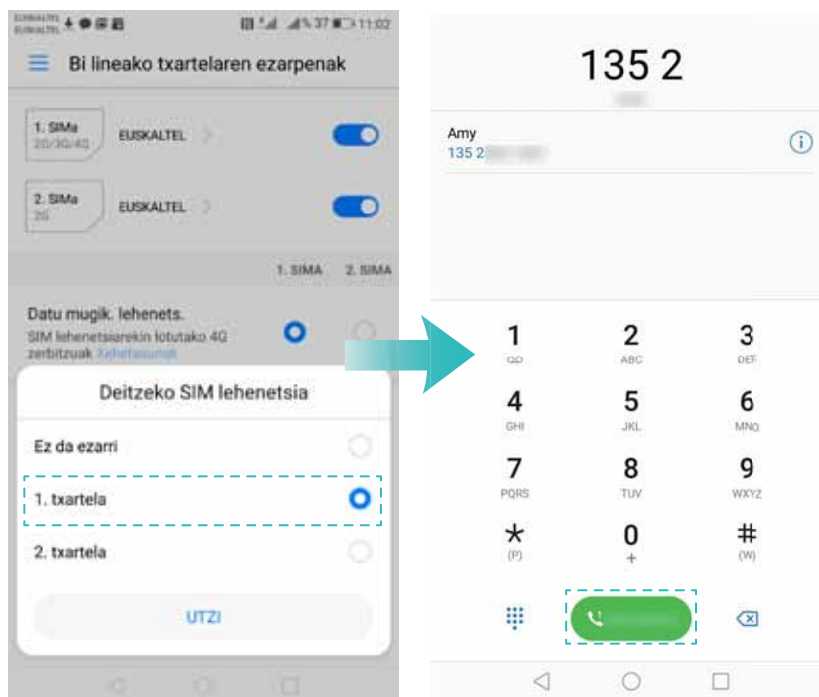 EUSKALTEL
EUSKALTEL
37 11:02
Bi lineako txartelaren ezarpenak
1. SIMa
2G/3G/4G
EUSKALTEL
2. SIMa
2G
EUSKALTEL
1. SIMA 2. SIMA
Datu mugik. lehenets.
SIM lehenetsiarekin lotutako 4G
zerbitzuak Xehetasunak
Deitzeko SIM lehenetsia
Ez da ezarri
1. txartela
2. txartela
UTZI
135 2
Amy
135 2
1 2 3
ABC DEF
4 5 6
GHI JKL MNO
7 8 9
PQRS TUV WXYZ
* 0 #
(P) + (W)
1